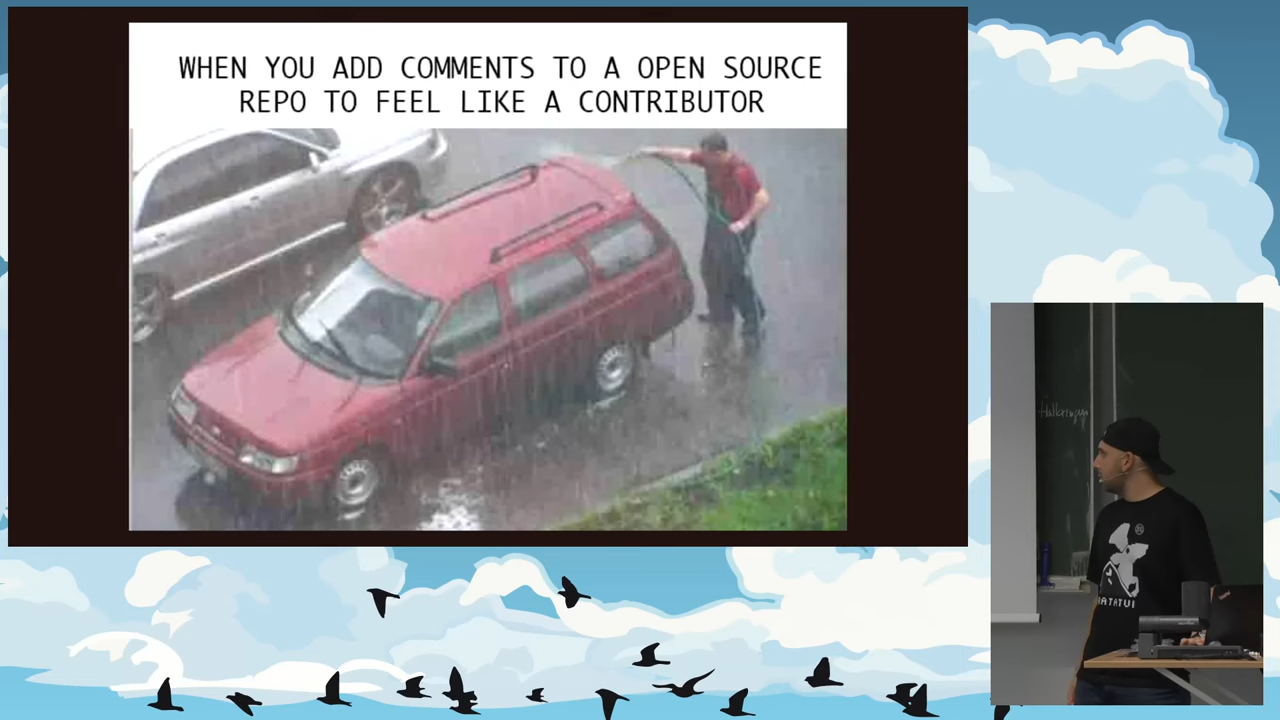 WHEN YOU ADD COMMENTS TO A OPEN SOURCE
REPO TO FEEL LIKE A CONTRIBUTOR